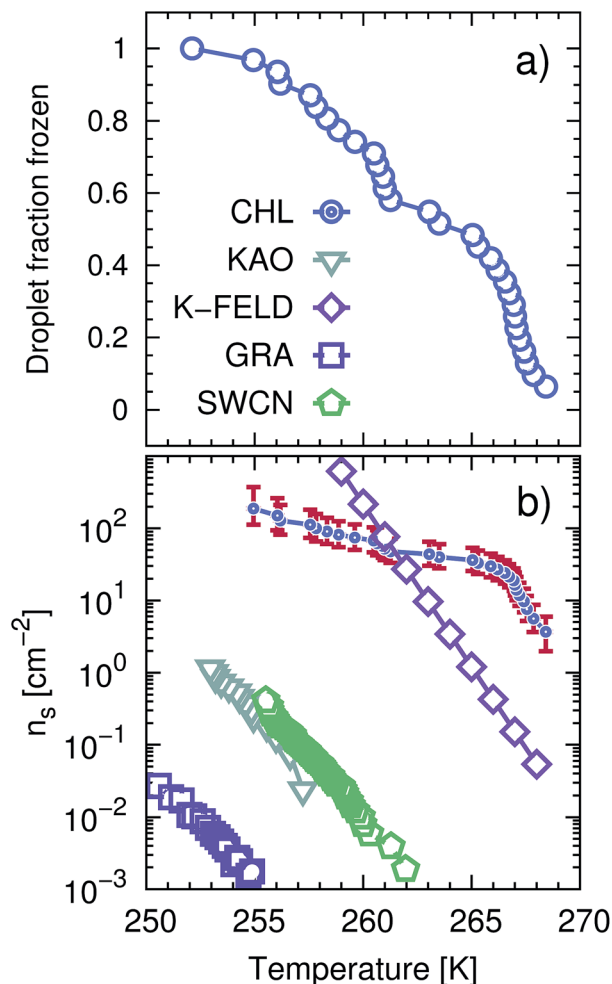 a)
1
0.8
0.6
0.4
0.2
0
Droplet fraction frozen
CHL
KAO
K−FELD
GRA
SWCN
b)
10²
10¹
10⁰
10⁻¹
10⁻²
10⁻³
nₛ [cm⁻²]
250 255 260 265 270
Temperature [K]